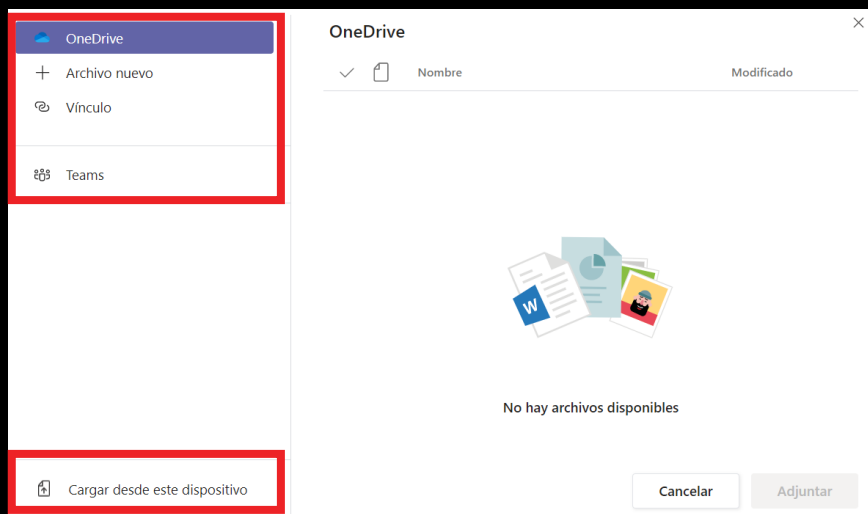 OneDrive
Archivo nuevo
Vínculo
Teams
Cargar desde este dispositivo
OneDrive
Nombre Modificado
W
No hay archivos disponibles
Cancelar Adjuntar